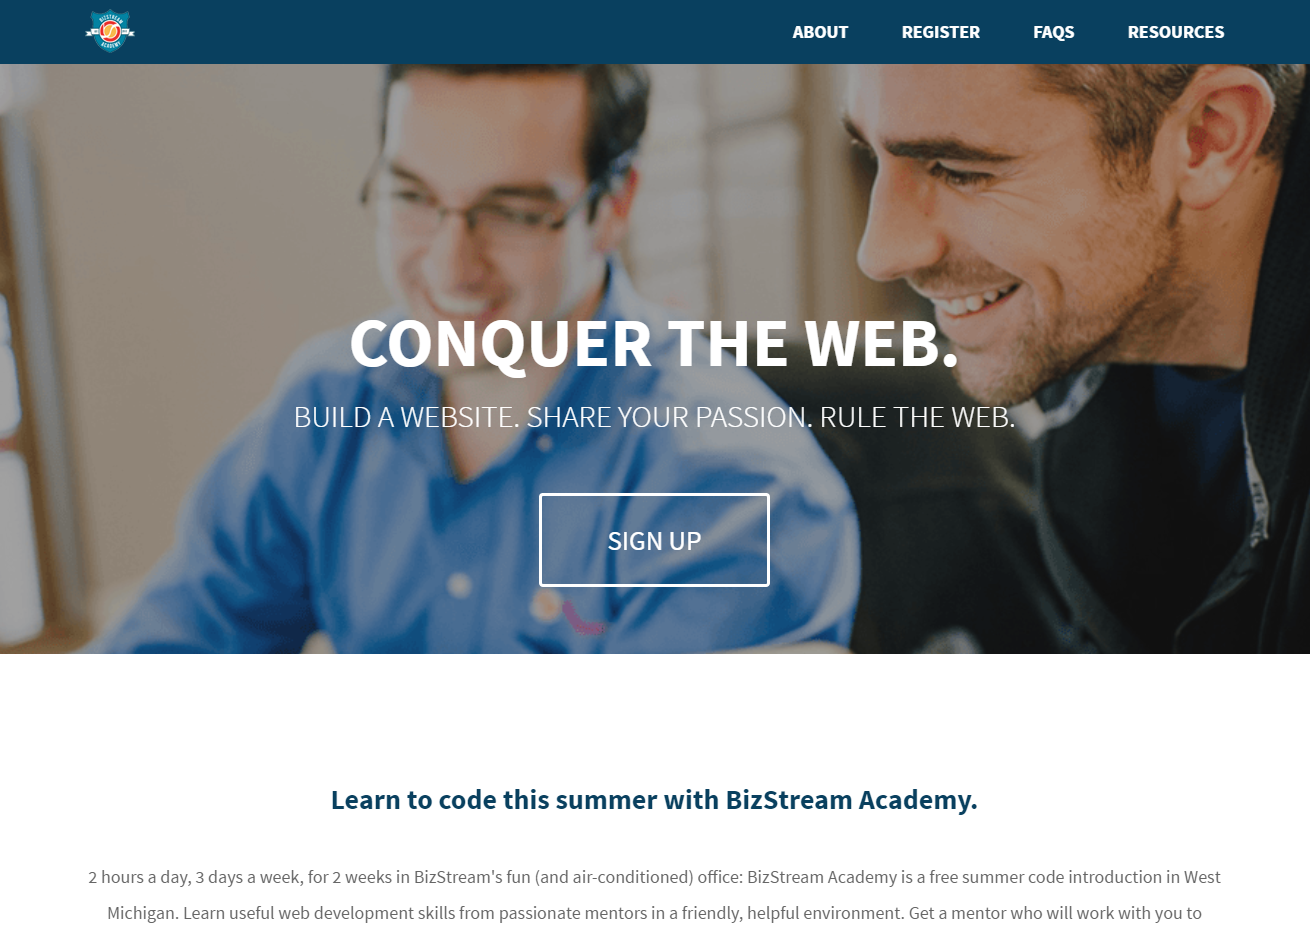 BIZSTREAM
ACADEMY
ABOUT REGISTER FAQS RESOURCES
CONQUER THE WEB.
BUILD A WEBSITE. SHARE YOUR PASSION. RULE THE WEB.
SIGN UP
Learn to code this summer with BizStream Academy.
2 hours a day, 3 days a week, for 2 weeks in BizStream's fun (and air-conditioned) office: BizStream Academy is a free summer code introduction in West
Michigan. Learn useful web development skills from passionate mentors in a friendly, helpful environment. Get a mentor who will work with you to